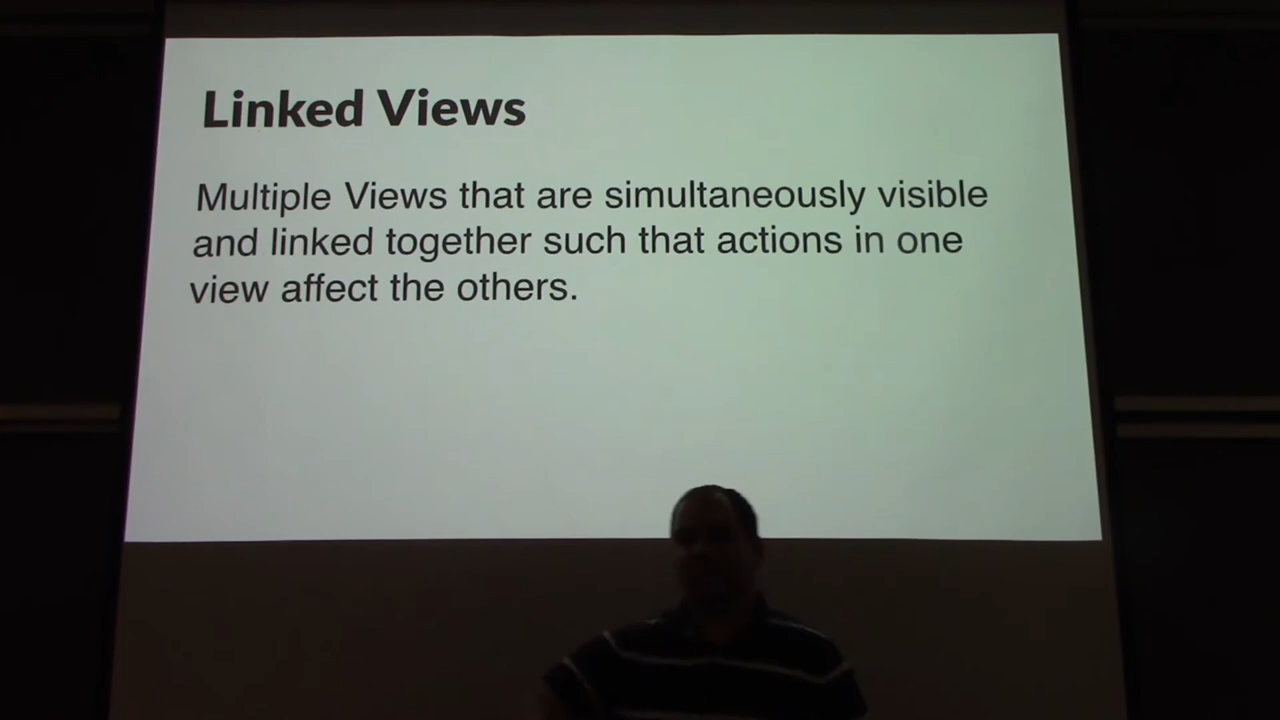 Linked Views
Multiple Views that are simultaneously visible
and linked together such that actions in one
view affect the others.